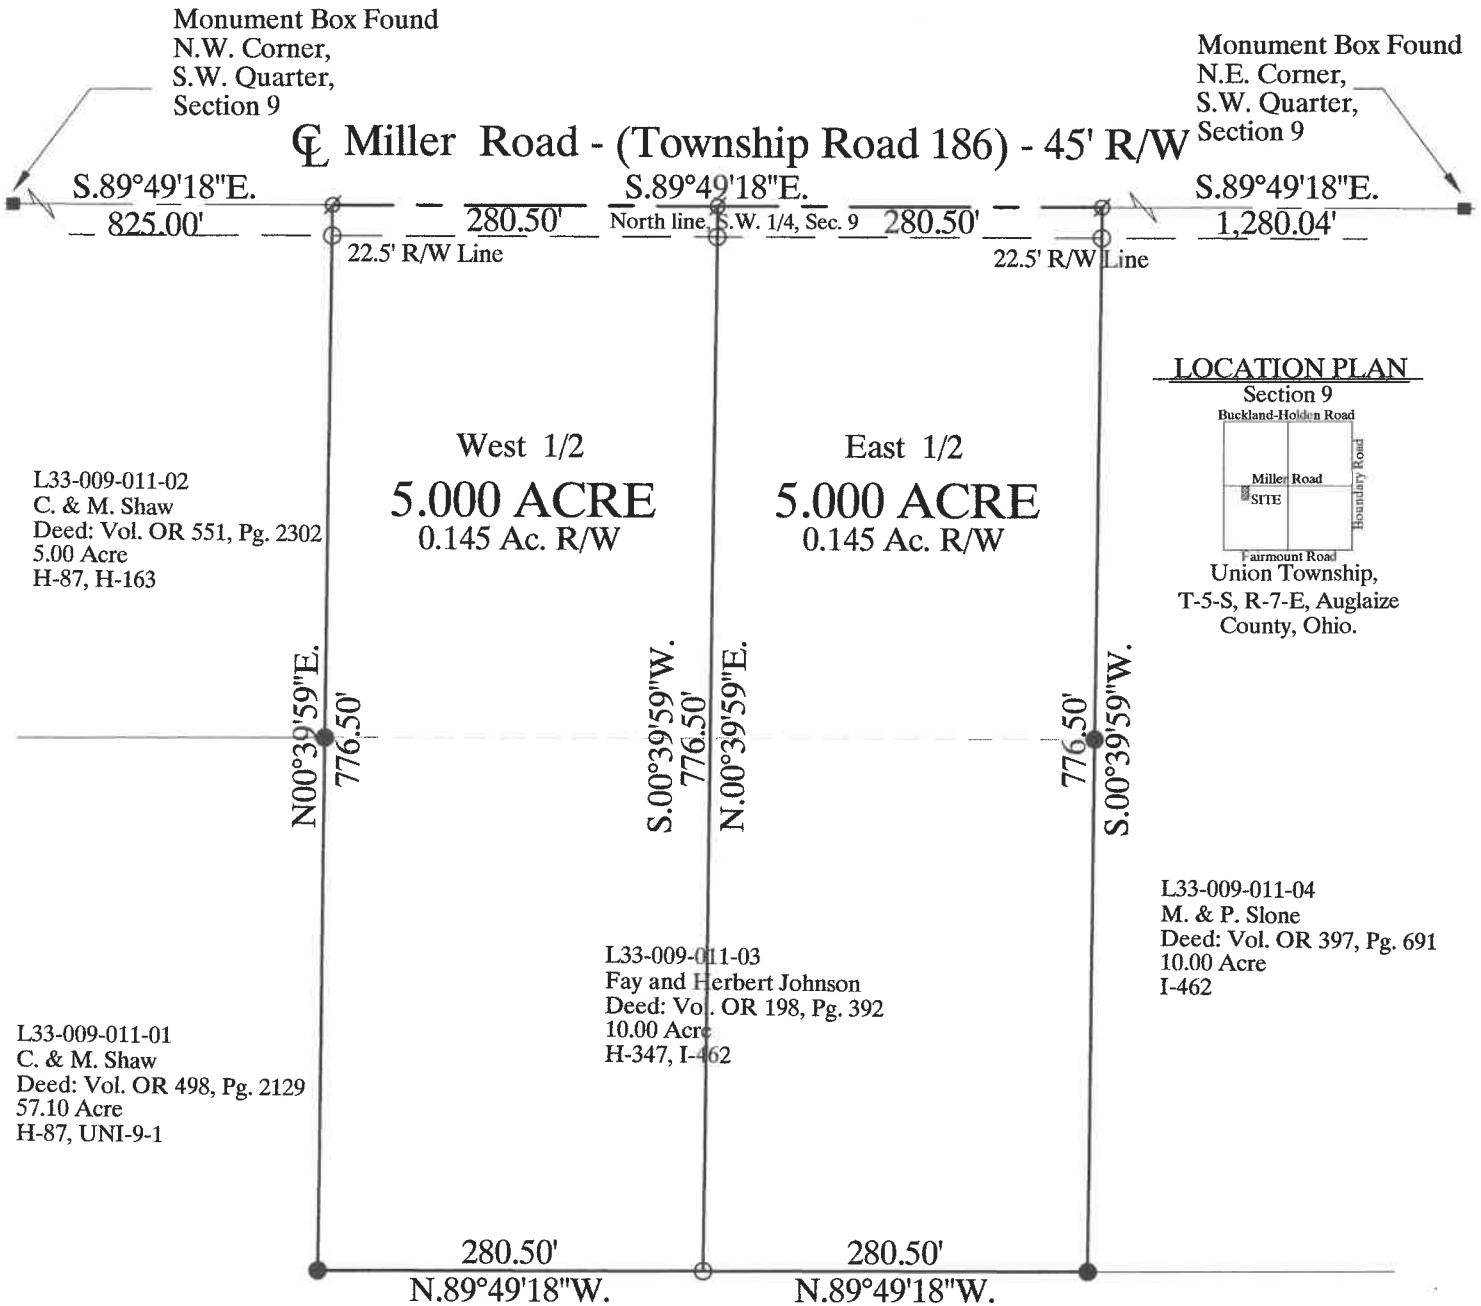 Monument Box Found
N.W. Corner,
S.W. Quarter,
Section 9
Monument Box Found
N.E. Corner,
S.W. Quarter,
Section 9
℄ Miller Road - (Township Road 186) - 45' R/W
S.89°49'18"E.
S.89°49'18"E.
S.89°49'18"E.
825.00'
280.50'
North line, S.W. 1/4, Sec. 9
280.50'
1,280.04'
22.5' R/W Line
22.5' R/W Line
LOCATION PLAN
Section 9
Buckland-Holden Road
Miller Road
SITE
Boundary Road
Fairmount Road
Union Township,
T-5-S, R-7-E, Auglaize
County, Ohio.
West 1/2
5.000 ACRE
0.145 Ac. R/W
East 1/2
5.000 ACRE
0.145 Ac. R/W
L33-009-011-02
C. & M. Shaw
Deed: Vol. OR 551, Pg. 2302
5.00 Acre
H-87, H-163
N00°39'59"E.
776.50'
S.00°39'59"W.
776.50'
N.00°39'59"E.
776.50'
S.00°39'59"W.
L33-009-011-04
M. & P. Slone
Deed: Vol. OR 397, Pg. 691
10.00 Acre
I-462
L33-009-011-03
Fay and Herbert Johnson
Deed: Vol. OR 198, Pg. 392
10.00 Acre
H-347, I-462
L33-009-011-01
C. & M. Shaw
Deed: Vol. OR 498, Pg. 2129
57.10 Acre
H-87, UNI-9-1
280.50'
N.89°49'18"W.
280.50'
N.89°49'18"W.